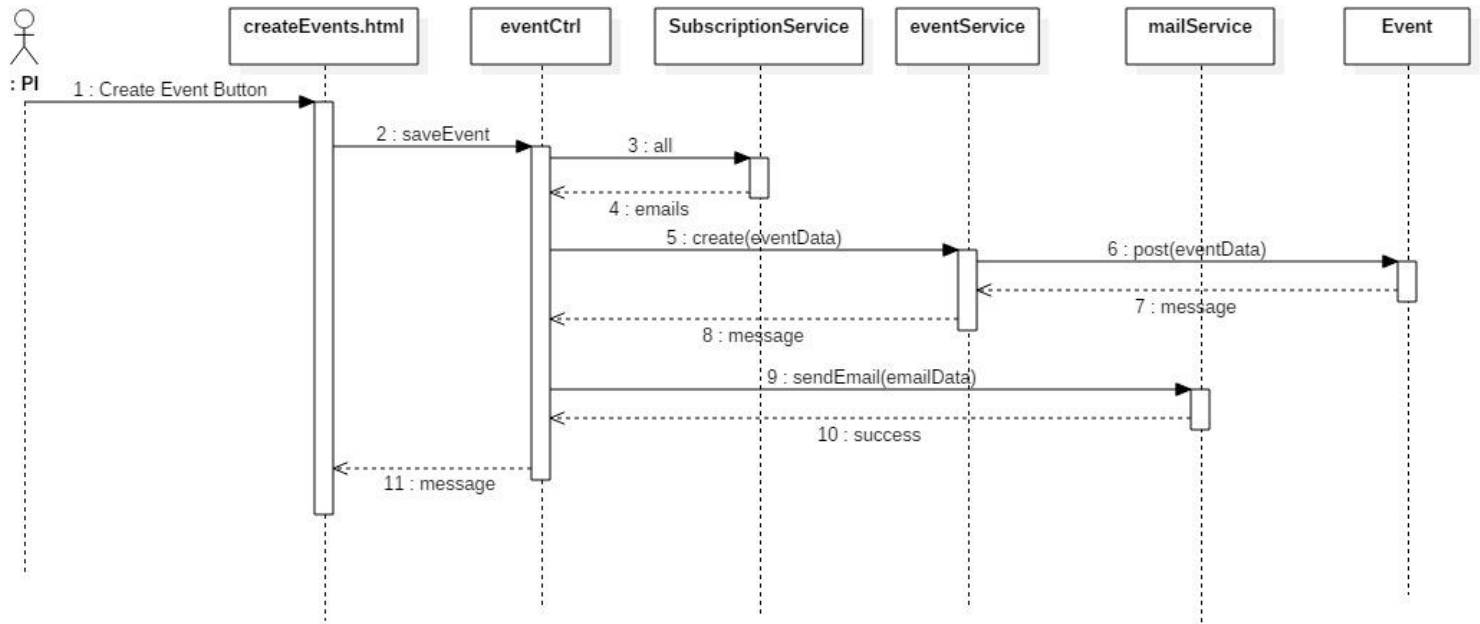 createEvents.html
eventCtrl
SubscriptionService
eventService
mailService
Event
: PI
1 : Create Event Button
2 : saveEvent
3 : all
4 : emails
5 : create(eventData)
6 : post(eventData)
7 : message
8 : message
9 : sendEmail(emailData)
10 : success
11 : message